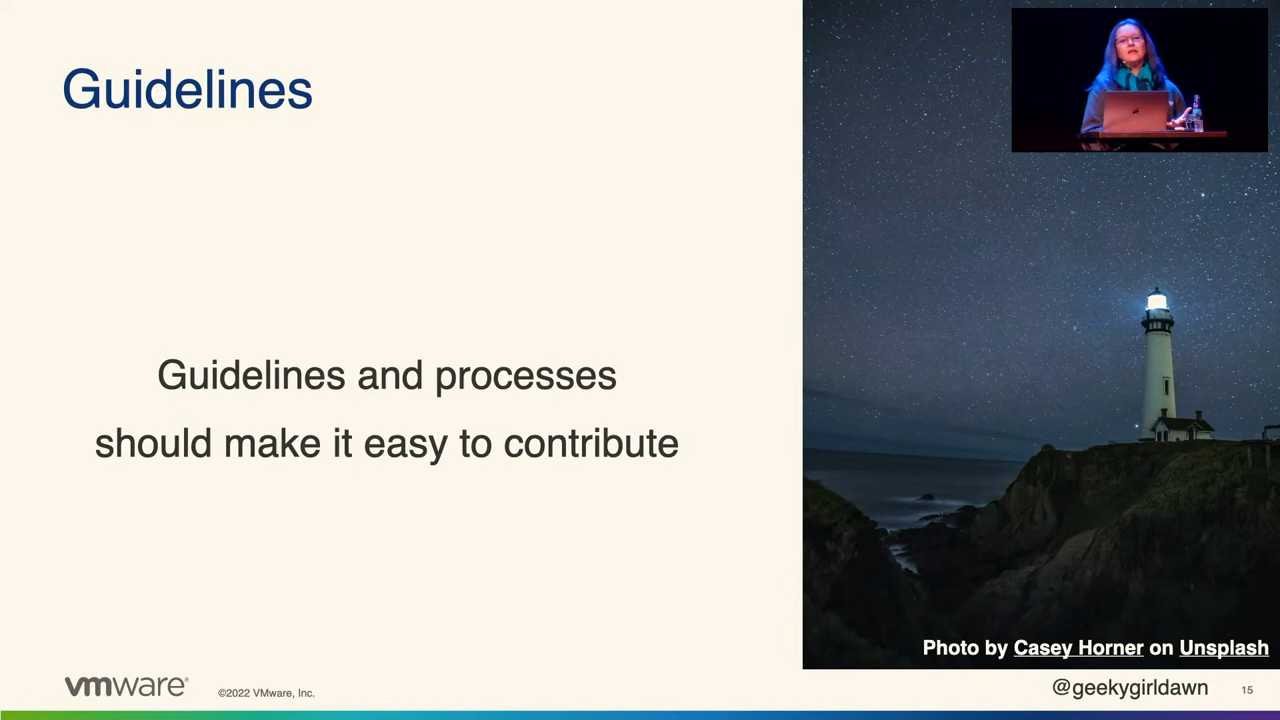 Guidelines
Guidelines and processes
should make it easy to contribute
Photo by Casey Horner on Unsplash
vmware®
©2022 VMware, Inc.
@geekygirldawn
15